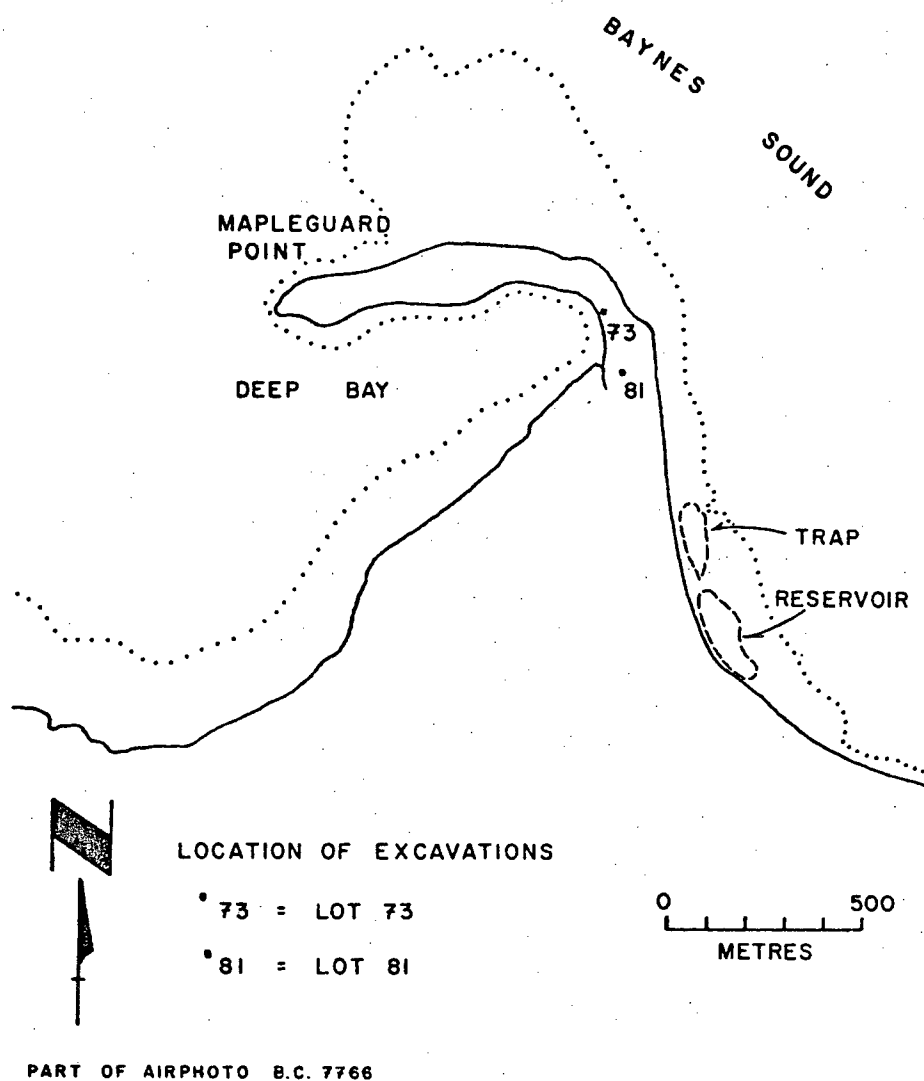 BAYNES
SOUND
MAPLEGUARD
POINT
73
DEEP BAY
81
TRAP
RESERVOIR
N
LOCATION OF EXCAVATIONS
73 = LOT 73
81 = LOT 81
0 500
METRES
PART OF AIRPHOTO B.C. 7766